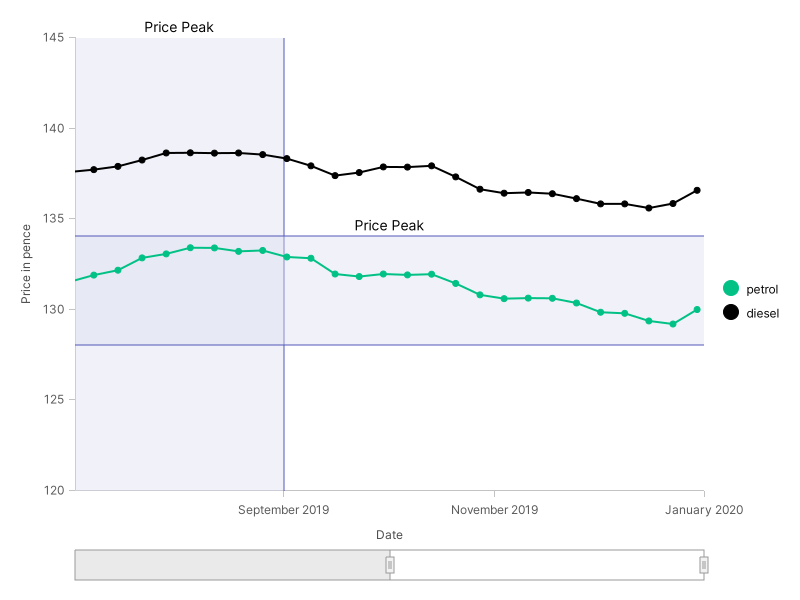 Price Peak
145
140
135
130
125
120
Price in pence
Price Peak
petrol
diesel
September 2019
November 2019
January 2020
Date